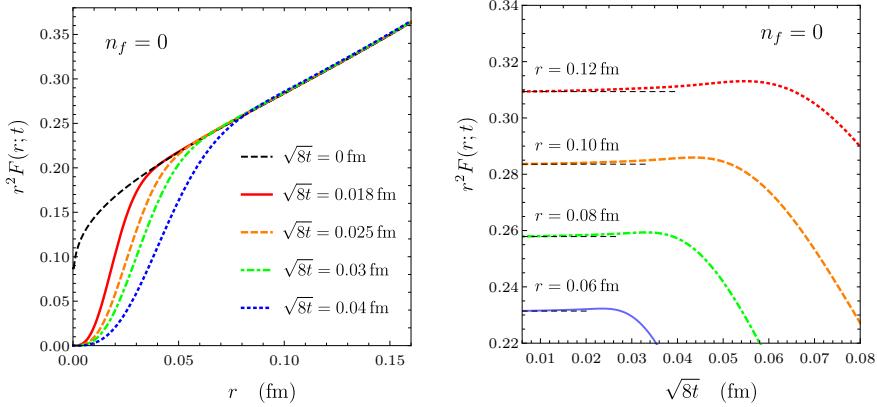 n_f = 0
r²F(r;t)
0.35
0.30
0.25
0.20
0.15
0.10
0.05
0.00
√8t = 0 fm
√8t = 0.018 fm
√8t = 0.025 fm
√8t = 0.03 fm
√8t = 0.04 fm
0.00 0.05 0.10 0.15
r (fm)
n_f = 0
r²F(r;t)
0.34
0.32
0.30
0.28
0.26
0.24
0.22
r = 0.12 fm
r = 0.10 fm
r = 0.08 fm
r = 0.06 fm
0.01 0.02 0.03 0.04 0.05 0.06 0.07 0.08
√8t (fm)